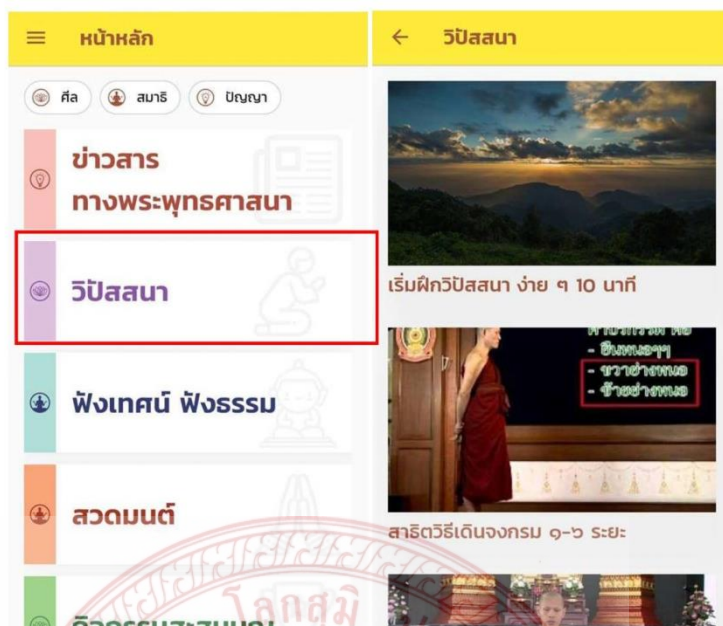 หน้าหลัก
ศีล
สมาธิ
ปัญญา
ข่าวสาร
ทางพระพุทธศาสนา
วิปัสสนา
ฟังเทศน์ ฟังธรรม
สวดมนต์
วิปัสสนา
เริ่มฝึกวิปัสสนา ง่าย ๆ 10 นาที
- ยืนหนอๆๆ
- ขวาย่างหนอ
- ซ้ายย่างหนอ
สาธิตวิธีเดินจงกรม ๑-๖ ระยะ